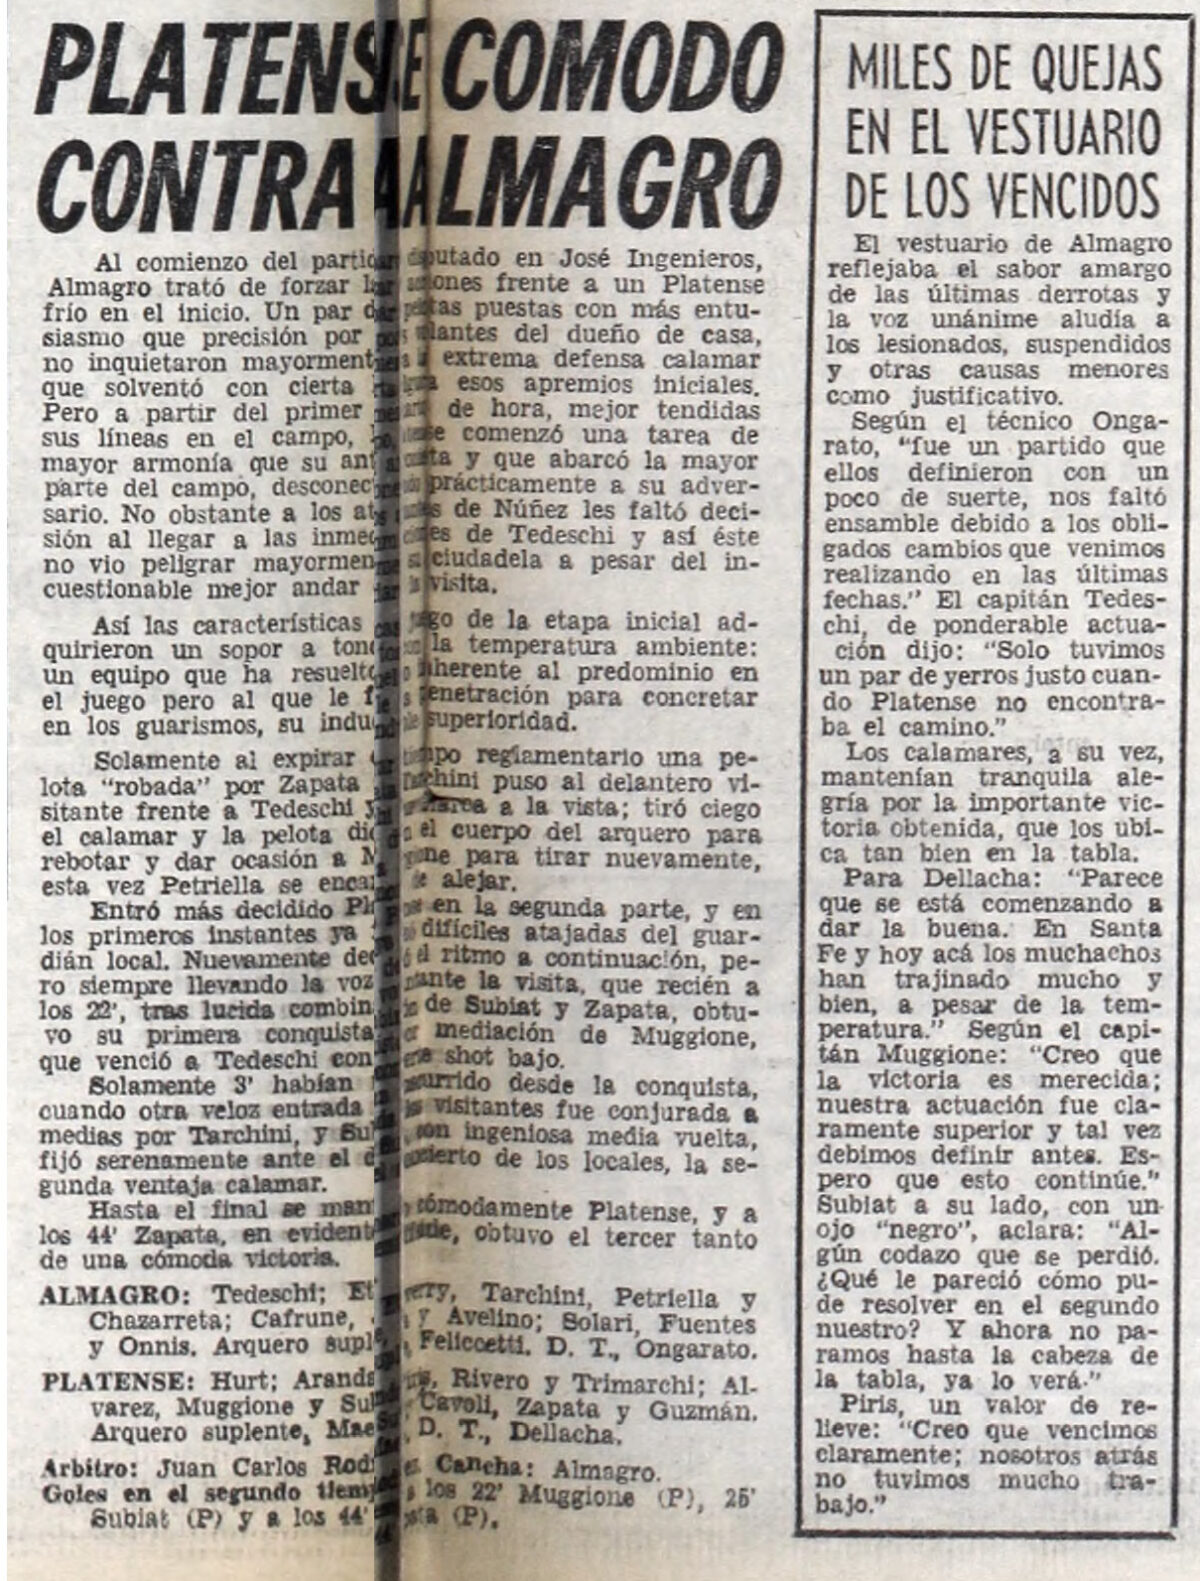 PLATENSE COMODO
CONTRA ALMAGRO
Al comienzo del partido disputado en José Ingenieros,
Almagro trató de forzar acciones frente a un Platense
frío en el inicio. Un par de pelotas puestas con más entu-
siasmo que precisión por volantes del dueño de casa,
no inquietaron mayormente a la extrema defensa calamar
que solventó con cierta esos apremios iniciales.
Pero a partir del primer cuarto de hora, mejor tendidas
sus líneas en el campo, comenzó una tarea de
mayor armonía que su y que abarcó la mayor
parte del campo, prácticamente a su adver-
sario. No obstante a los de Núñez les faltó deci-
sión al llegar a las de Tedeschi y así éste
no vio peligrar mayormente su ciudadela a pesar del in-
cuestionable mejor andar visita.
Así las características juego de la etapa inicial ad-
quirieron un sopor a tono con la temperatura ambiente:
un equipo que ha resuelto inherente al predominio en
el juego pero al que le penetración para concretar
en los guarismos, su superioridad.
Solamente al expirar tiempo reglamentario una pe-
lota "robada" por Zapata Tarchini puso al delantero vi-
sitante frente a Tedeschi a la vista; tiró ciego
el calamar y la pelota dio en el cuerpo del arquero para
rebotar y dar ocasión a Muggione para tirar nuevamente,
esta vez Petriella se de alejar.
Entró más decidido Platense en la segunda parte, y en
los primeros instantes ya difíciles atajadas del guar-
dián local. Nuevamente el ritmo a continuación, pe-
ro siempre llevando la voz cantante la visita, que recién a
los 22', tras lucida combinación de Subiat y Zapata, obtu-
vo su primera conquista por mediación de Muggione,
que venció a Tedeschi con shot bajo.
Solamente 3' habían transcurrido desde la conquista,
cuando otra veloz entrada de los visitantes fue conjurada a
medias por Tarchini, y Subiat, con ingeniosa media vuelta,
fijó serenamente ante el desconcierto de los locales, la se-
gunda ventaja calamar.
Hasta el final se cómodamente Platense, y a
los 44' Zapata, en evidente obtuvo el tercer tanto
de una cómoda victoria.
ALMAGRO: Tedeschi; Tarchini, Petriella y
Chazarreta; Cafrune, y Avelino; Solari, Fuentes
y Onnis. Arquero suplente, Feliccetti. D. T., Ongarato.
PLATENSE: Hurt; Piris, Rivero y Trimarchi; Al-
varez, Muggione y Subiat; Cavoli, Zapata y Guzmán.
Arquero suplente, D. T., Dellacha.
Arbitro: Juan Carlos Rodríguez Cancha: Almagro.
Goles en el segundo tiempo: a los 22' Muggione (P), 25'
Subiat (P) y a los 44' Zapata (P).
MILES DE QUEJAS
EN EL VESTUARIO
DE LOS VENCIDOS
El vestuario de Almagro
reflejaba el sabor amargo
de las últimas derrotas y
la voz unánime aludía a
los lesionados, suspendidos
y otras causas menores
como justificativo.
Según el técnico Onga-
rato, "fue un partido que
ellos definieron con un
poco de suerte, nos faltó
ensamble debido a los obli-
gados cambios que venimos
realizando en las últimas
fechas." El capitán Tedes-
chi, de ponderable actua-
ción dijo: "Solo tuvimos
un par de yerros justo cuan-
do Platense no encontra-
ba el camino."
Los calamares, a su vez,
mantenían tranquila ale-
gría por la importante vic-
toria obtenida, que los ubi-
ca tan bien en la tabla.
Para Dellacha: "Parece
que se está comenzando a
dar la buena. En Santa
Fe y hoy acá los muchachos
han trajinado mucho y
bien, a pesar de la tem-
peratura." Según el capi-
tán Muggione: "Creo que
la victoria es merecida;
nuestra actuación fue cla-
ramente superior y tal vez
debimos definir antes. Es-
pero que esto continúe."
Subiat a su lado, con un
ojo "negro", aclara: "Al-
gún codazo que se perdió.
¿Qué le pareció cómo pu-
de resolver en el segundo
nuestro? Y ahora no pa-
ramos hasta la cabeza de
la tabla, ya lo verá."
Piris, un valor de re-
lieve: "Creo que vencimos
claramente; nosotros atrás
no tuvimos mucho tra-
bajo."